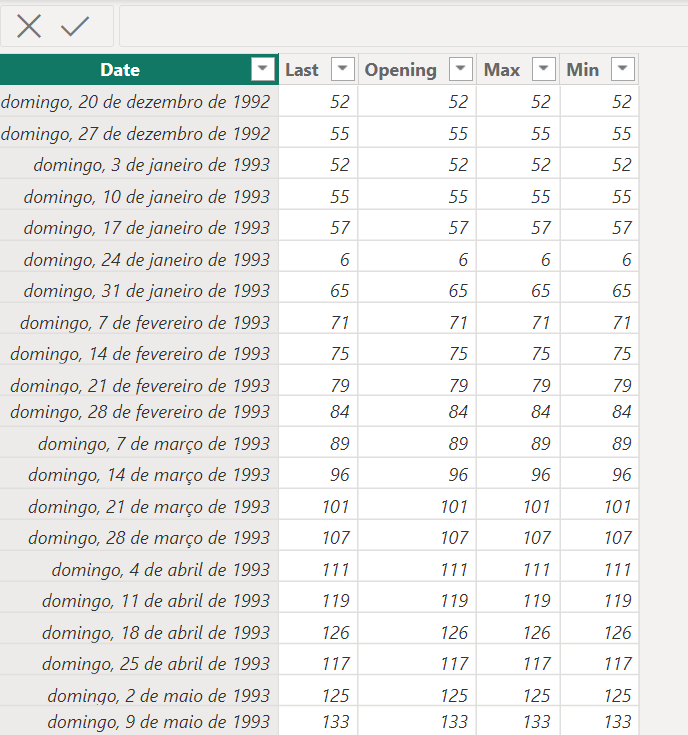 Date Last Opening Max Min
domingo, 20 de dezembro de 1992 52 52 52 52
domingo, 27 de dezembro de 1992 55 55 55 55
domingo, 3 de janeiro de 1993 52 52 52 52
domingo, 10 de janeiro de 1993 55 55 55 55
domingo, 17 de janeiro de 1993 57 57 57 57
domingo, 24 de janeiro de 1993 6 6 6 6
domingo, 31 de janeiro de 1993 65 65 65 65
domingo, 7 de fevereiro de 1993 71 71 71 71
domingo, 14 de fevereiro de 1993 75 75 75 75
domingo, 21 de fevereiro de 1993 79 79 79 79
domingo, 28 de fevereiro de 1993 84 84 84 84
domingo, 7 de março de 1993 89 89 89 89
domingo, 14 de março de 1993 96 96 96 96
domingo, 21 de março de 1993 101 101 101 101
domingo, 28 de março de 1993 107 107 107 107
domingo, 4 de abril de 1993 111 111 111 111
domingo, 11 de abril de 1993 119 119 119 119
domingo, 18 de abril de 1993 126 126 126 126
domingo, 25 de abril de 1993 117 117 117 117
domingo, 2 de maio de 1993 125 125 125 125
domingo, 9 de maio de 1993 133 133 133 133